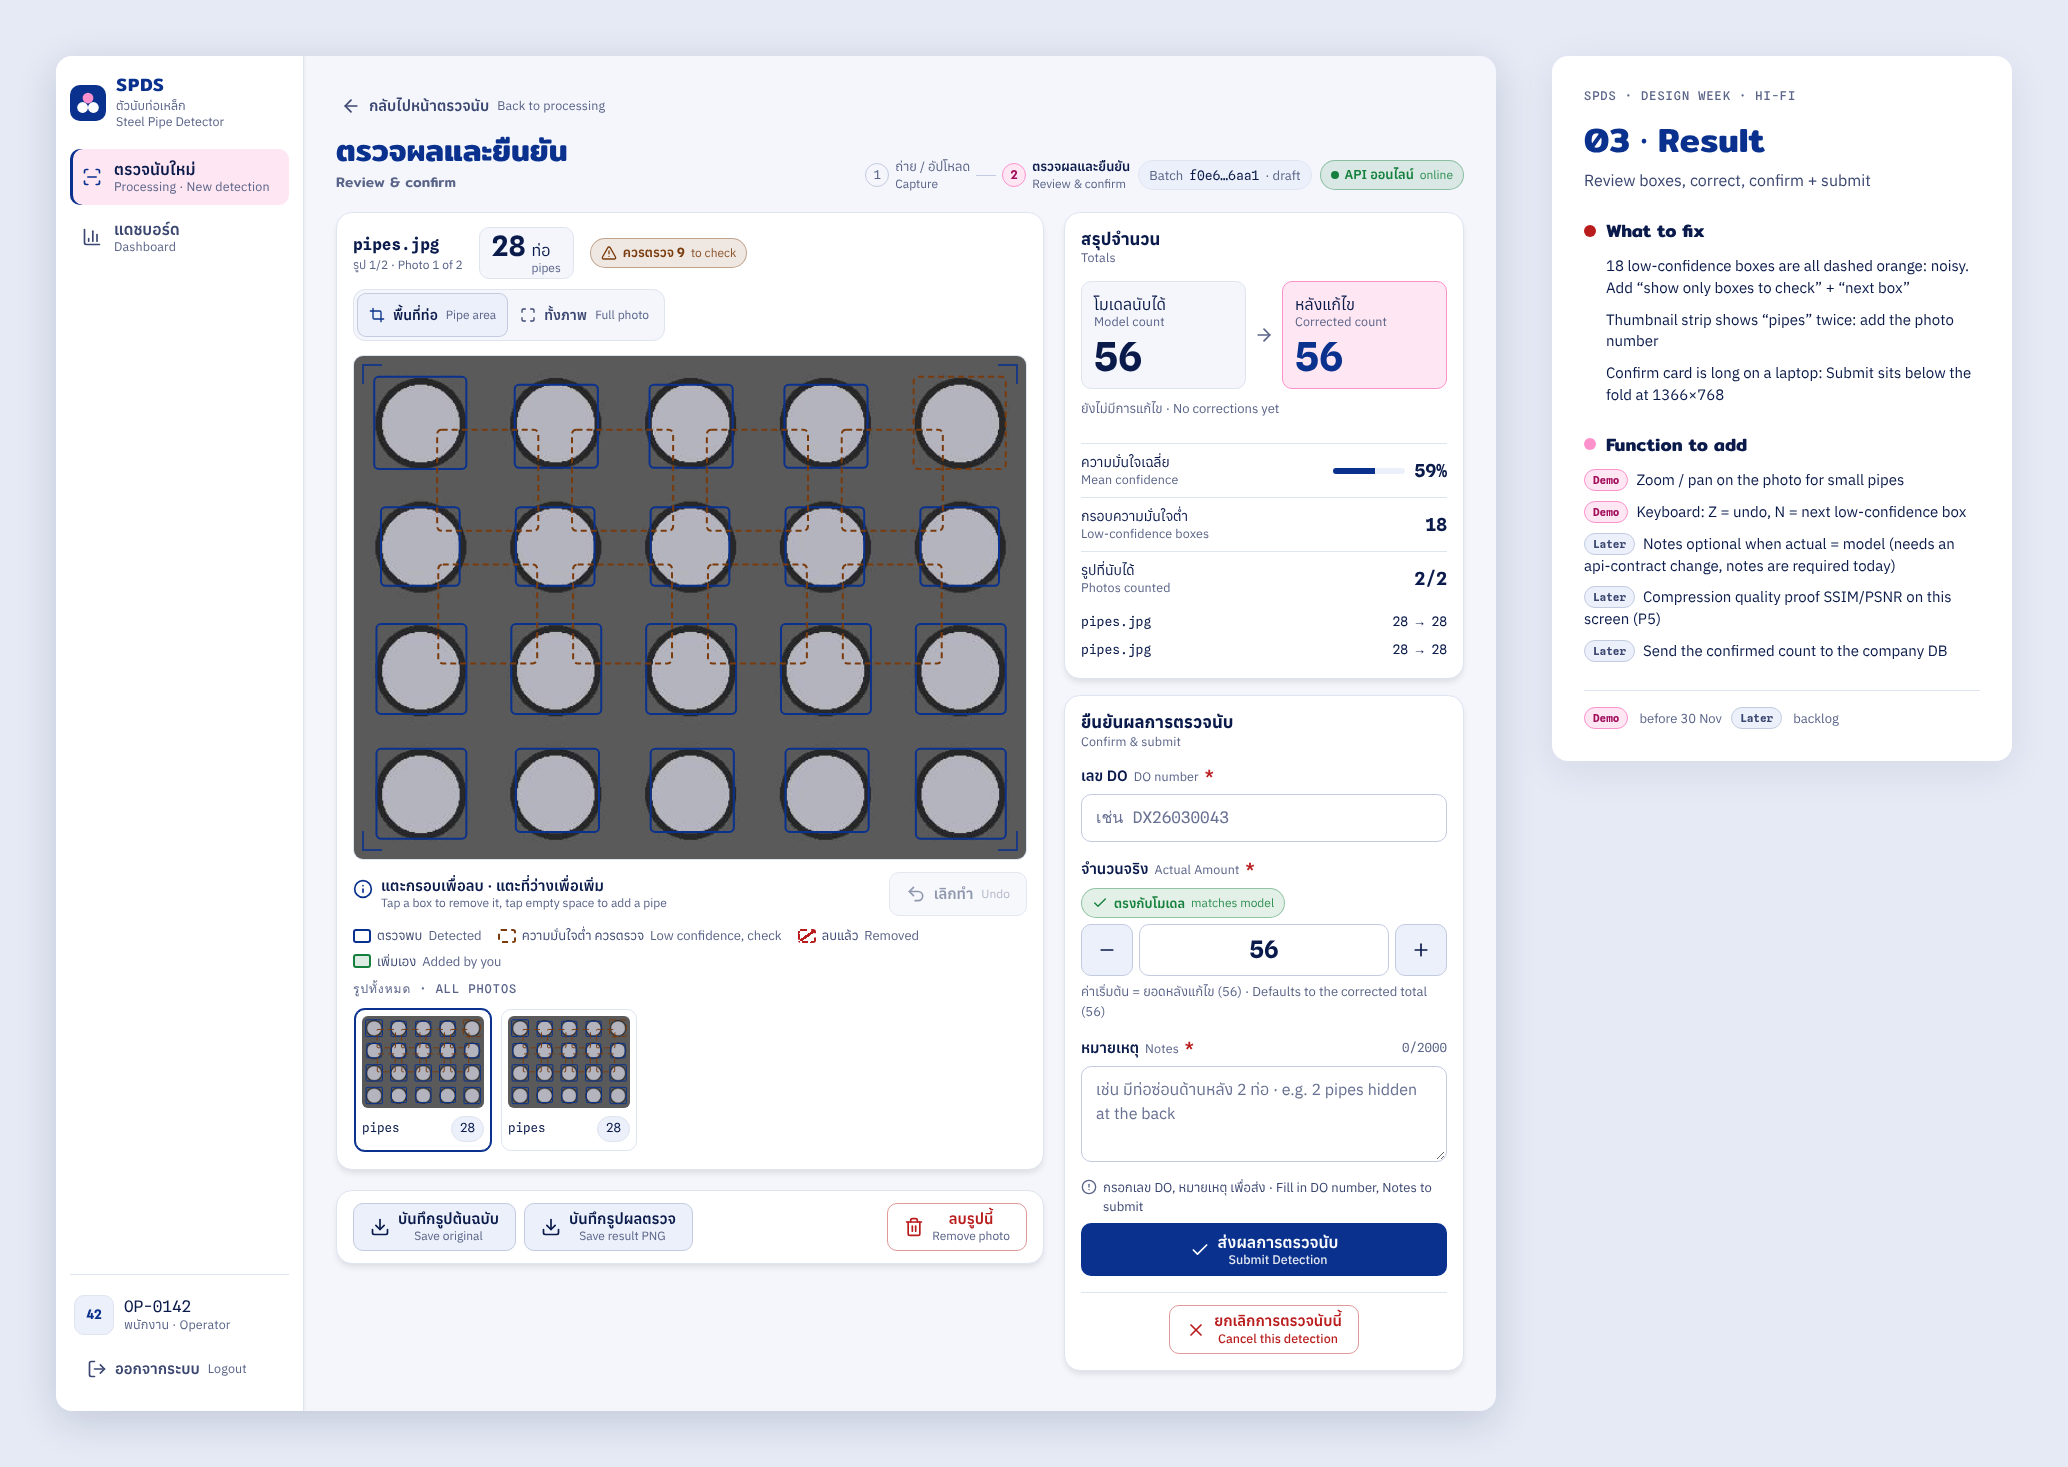 SPDS
ตัวนับท่อเหล็ก
Steel Pipe Detector
ตรวจนับใหม่
Processing · New detection
แดชบอร์ด
Dashboard
42
OP-0142
พนักงาน · Operator
ออกจากระบบ Logout
กลับไปหน้าตรวจนับ Back to processing
ตรวจผลและยืนยัน
Review & confirm
1 ถ่าย / อัปโหลด
Capture
2 ตรวจผลและยืนยัน
Review & confirm
Batch f0e6…6aa1 · draft
API ออนไลน์ online
pipes.jpg
รูป 1/2 · Photo 1 of 2
28 ท่อ
pipes
ควรตรวจ 9 to check
พื้นที่ท่อ Pipe area
ทั้งภาพ Full photo
แตะกรอบเพื่อลบ · แตะที่ว่างเพื่อเพิ่ม
Tap a box to remove it, tap empty space to add a pipe
เลิกทำ Undo
ตรวจพบ Detected
ความมั่นใจต่ำ ควรตรวจ Low confidence, check
ลบแล้ว Removed
เพิ่มเอง Added by you
รูปทั้งหมด · ALL PHOTOS
pipes 28
pipes 28
บันทึกรูปต้นฉบับ
Save original
บันทึกรูปผลตรวจ
Save result PNG
ลบรูปนี้
Remove photo
สรุปจำนวน
Totals
โมเดลนับได้
Model count
56
→
หลังแก้ไข
Corrected count
56
ยังไม่มีการแก้ไข · No corrections yet
ความมั่นใจเฉลี่ย
Mean confidence
59%
กรอบความมั่นใจต่ำ
Low-confidence boxes
18
รูปที่นับได้
Photos counted
2/2
pipes.jpg 28 → 28
pipes.jpg 28 → 28
ยืนยันผลการตรวจนับ
Confirm & submit
เลข DO DO number *
เช่น DX26030043
จำนวนจริง Actual Amount *
ตรงกับโมเดล matches model
− 56 +
ค่าเริ่มต้น = ยอดหลังแก้ไข (56) · Defaults to the corrected total
(56)
หมายเหตุ Notes * 0/2000
เช่น มีท่อซ่อนด้านหลัง 2 ท่อ · e.g. 2 pipes hidden
at the back
กรอกเลข DO, หมายเหตุ เพื่อส่ง · Fill in DO number, Notes to
submit
ส่งผลการตรวจนับ
Submit Detection
ยกเลิกการตรวจนับนี้
Cancel this detection
SPDS · DESIGN WEEK · HI-FI
03 · Result
Review boxes, correct, confirm + submit
What to fix
18 low-confidence boxes are all dashed orange: noisy.
Add “show only boxes to check” + “next box”
Thumbnail strip shows “pipes” twice: add the photo
number
Confirm card is long on a laptop: Submit sits below the
fold at 1366×768
Function to add
Demo Zoom / pan on the photo for small pipes
Demo Keyboard: Z = undo, N = next low-confidence box
Later Notes optional when actual = model (needs an
api-contract change, notes are required today)
Later Compression quality proof SSIM/PSNR on this
screen (P5)
Later Send the confirmed count to the company DB
Demo before 30 Nov Later backlog